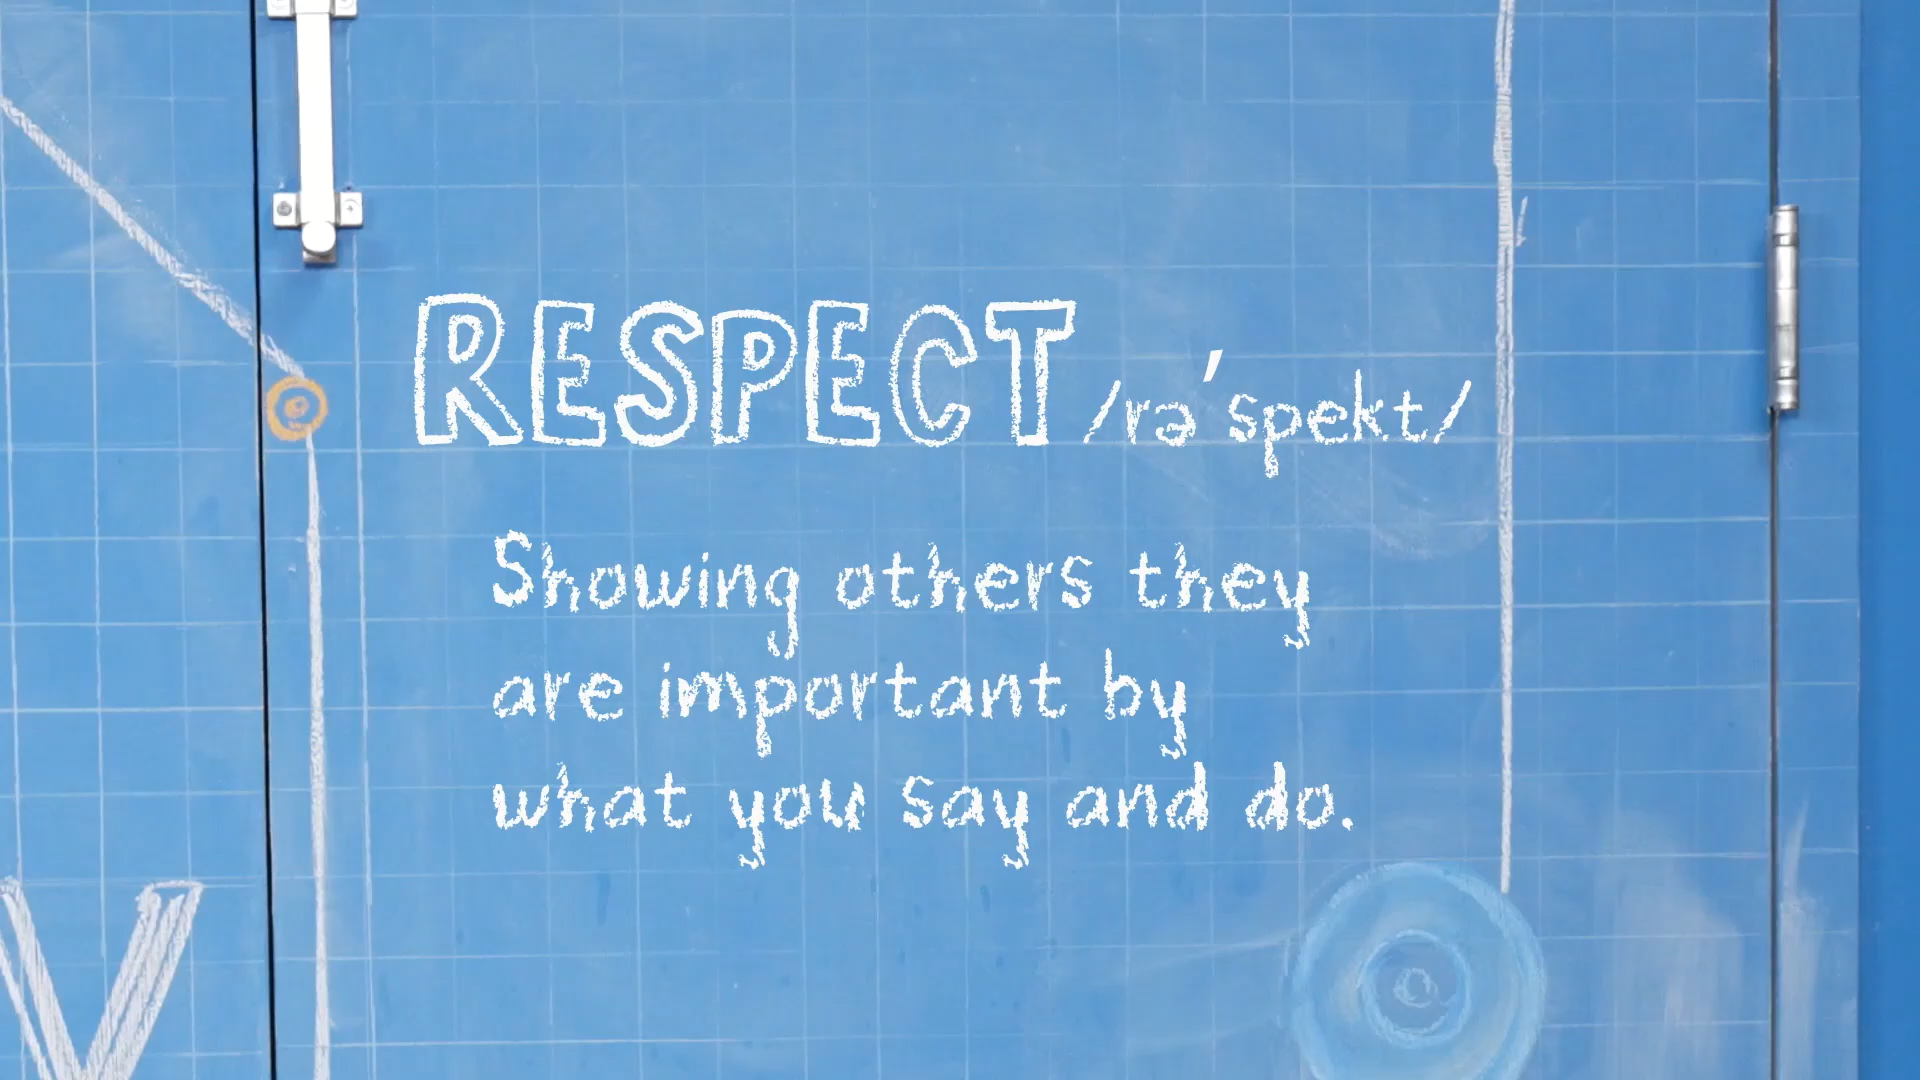 RESPECT /rə'spekt/
Showing others they
are important by
what you say and do.